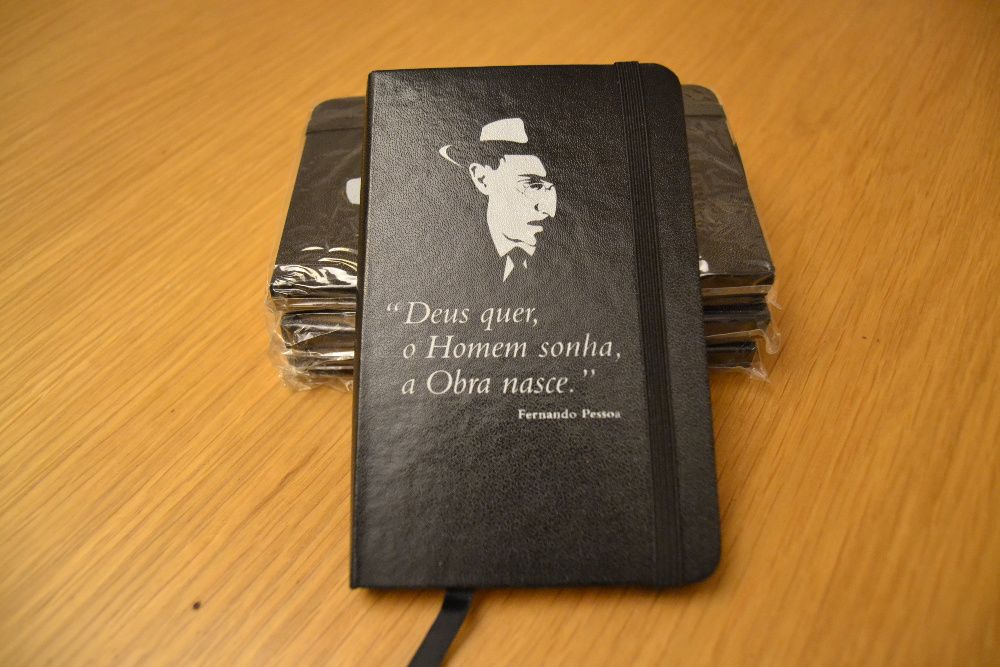 “Deus quer,
o Homem sonha,
a Obra nasce.”
Fernando Pessoa